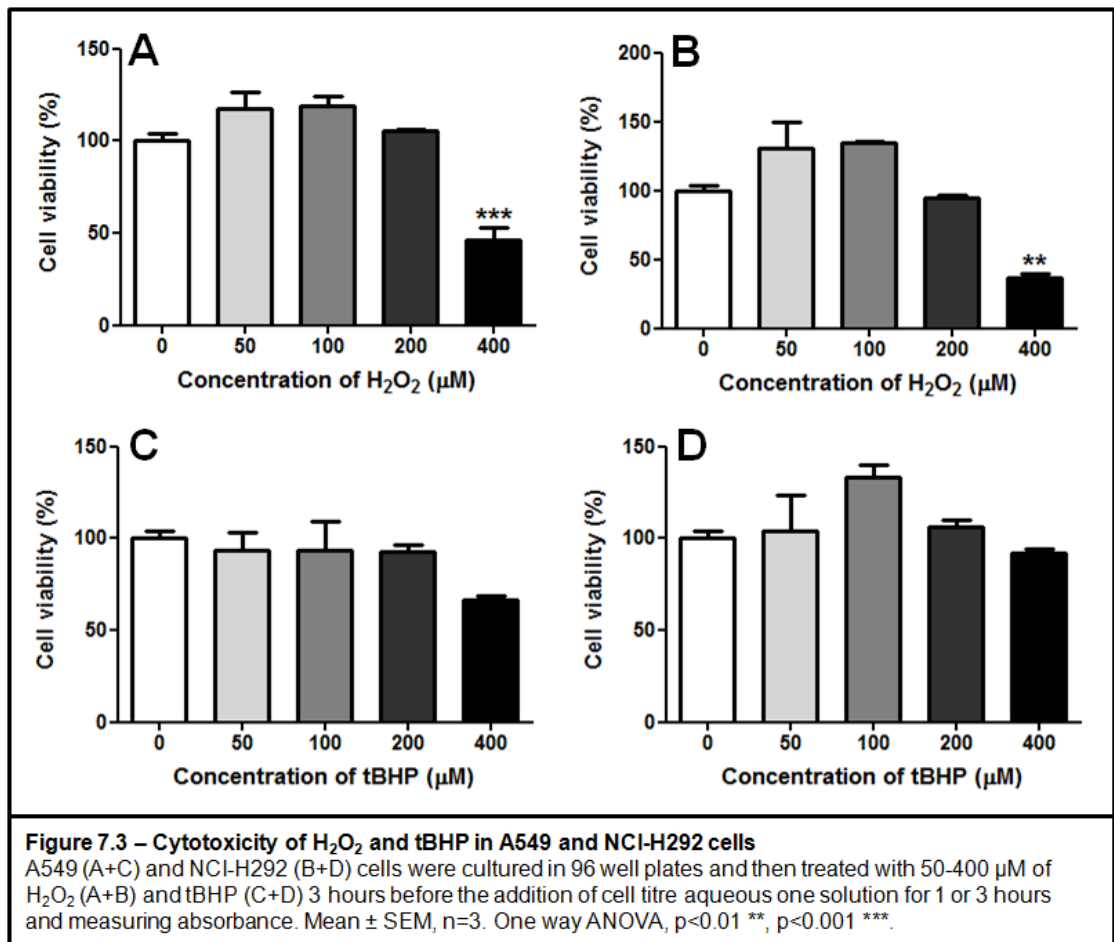 A
150
100
50
0
Cell viability (%)
***
0 50 100 200 400
Concentration of H₂O₂ (µM)
B
200
150
100
50
0
Cell viability (%)
**
0 50 100 200 400
Concentration of H₂O₂ (µM)
C
150
100
50
0
Cell viability (%)
0 50 100 200 400
Concentration of tBHP (µM)
D
150
100
50
0
Cell viability (%)
0 50 100 200 400
Concentration of tBHP (µM)
Figure 7.3 – Cytotoxicity of H₂O₂ and tBHP in A549 and NCI-H292 cells
A549 (A+C) and NCI-H292 (B+D) cells were cultured in 96 well plates and then treated with 50-400 µM of
H₂O₂ (A+B) and tBHP (C+D) 3 hours before the addition of cell titre aqueous one solution for 1 or 3 hours
and measuring absorbance. Mean ± SEM, n=3. One way ANOVA, p<0.01 **, p<0.001 ***.